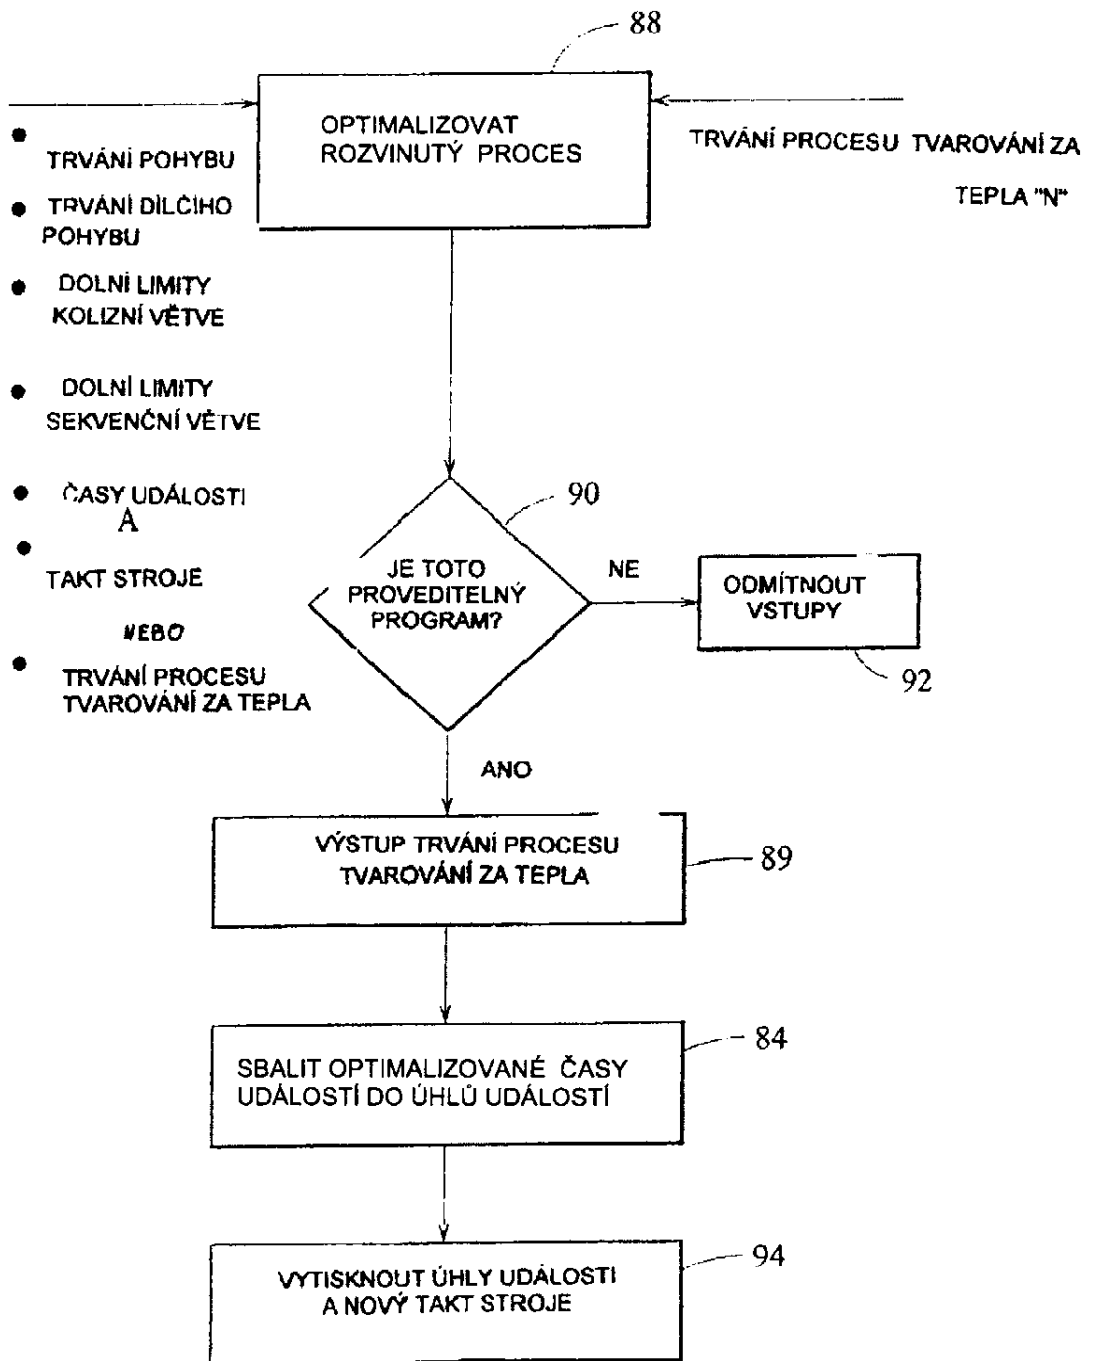 88
OPTIMALIZOVAT
ROZVINUTÝ PROCES
TRVÁNÍ PROCESU TVAROVÁNÍ ZA
TEPLA "N"
● TRVÁNÍ POHYBU
● TRVÁNÍ DÍLČÍHO
POHYBU
● DOLNÍ LIMITY
KOLIZNÍ VĚTVE
● DOLNÍ LIMITY
SEKVENČNÍ VĚTVE
● ČASY UDÁLOSTI
A
● TAKT STROJE
NEBO
● TRVÁNÍ PROCESU
TVAROVÁNÍ ZA TEPLA
90
JE TOTO
PROVEDITELNÝ
PROGRAM?
NE
ODMÍTNOUT
VSTUPY
92
ANO
VÝSTUP TRVÁNÍ PROCESU
TVAROVÁNÍ ZA TEPLA
89
SBALIT OPTIMALIZOVANÉ ČASY
UDÁLOSTÍ DO ÚHLŮ UDÁLOSTÍ
84
VYTISKNOUT ÚHLY UDÁLOSTI
A NOVÝ TAKT STROJE
94